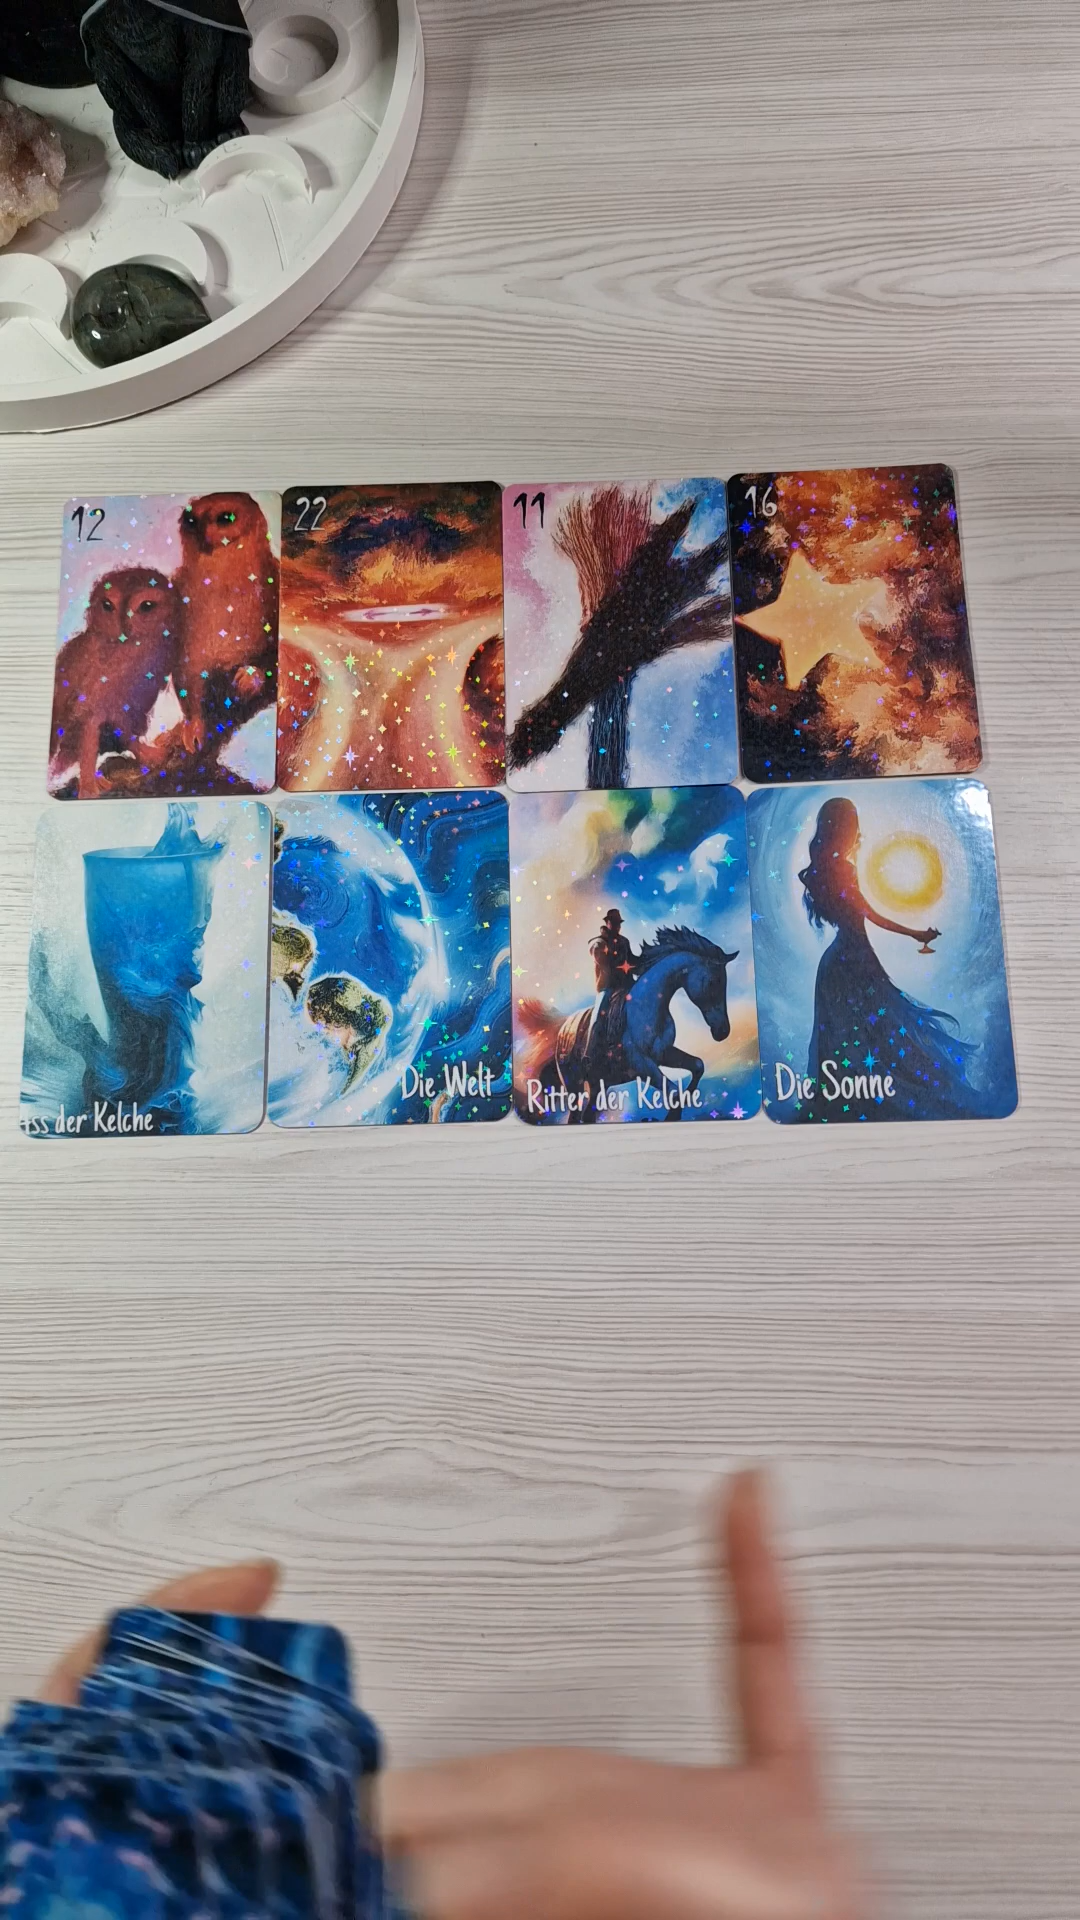 12
22
11
16
ss der Kelche
Die Welt
Ritter der Kelche
Die Sonne